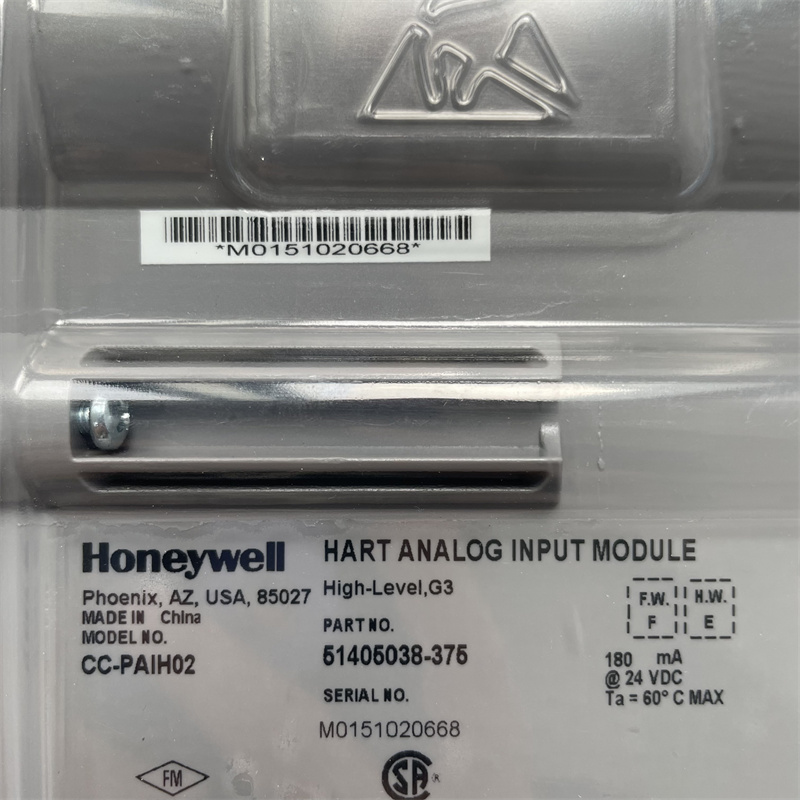 *M0151020668*
Honeywell
Phoenix, AZ, USA, 85027
MADE IN China
MODEL NO.
CC-PAIH02
HART ANALOG INPUT MODULE
High-Level,G3
PART NO.
51405038-375
SERIAL NO.
M0151020668
F.W.
F
H.W.
E
180 mA
@ 24 VDC
Ta = 60° C MAX
FM
CSA®